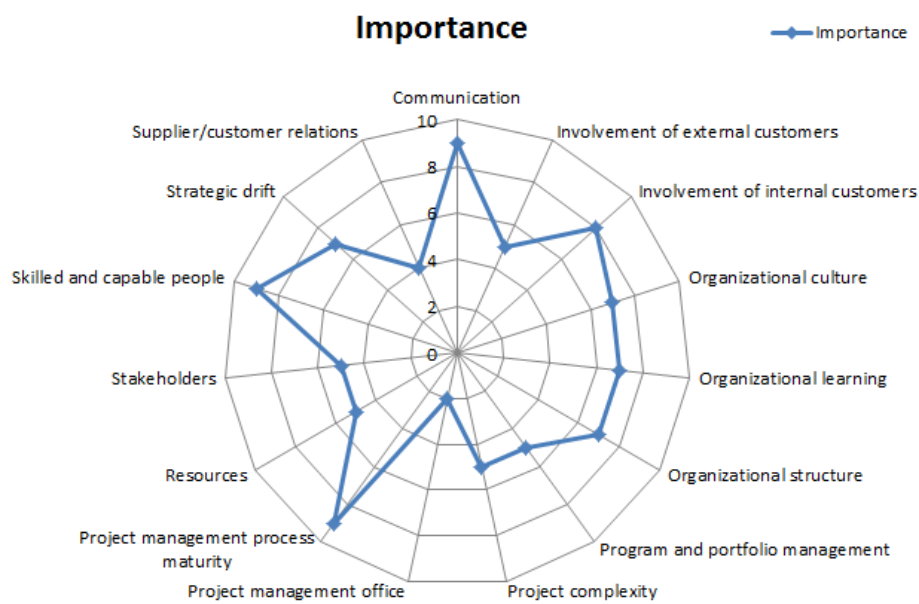 Importance
Importance
Communication
10
Supplier/customer relations
Involvement of external customers
8
Strategic drift
Involvement of internal customers
6
Skilled and capable people
4
Organizational culture
2
0
Stakeholders
Organizational learning
Resources
Organizational structure
Project management process
maturity
Program and portfolio management
Project management office
Project complexity